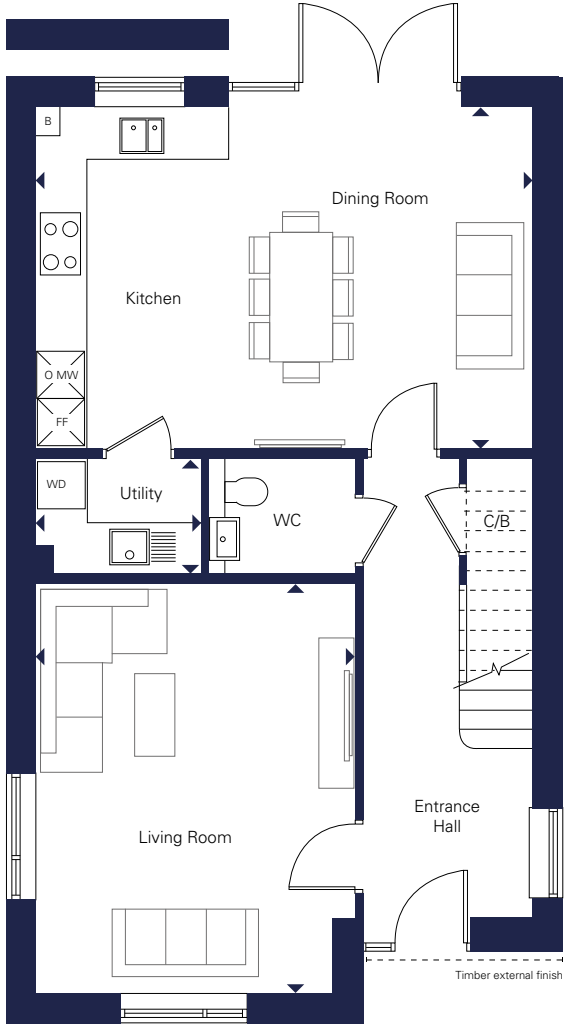 B
Dining Room
Kitchen
O MW
FF
WD
Utility
WC
C/B
Entrance
Hall
Living Room
Timber external finish